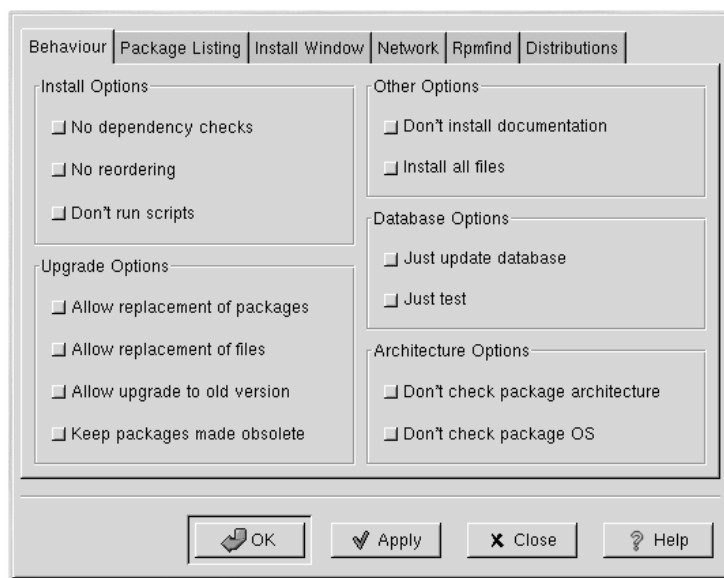 Behaviour Package Listing Install Window Network Rpmfind Distributions
Install Options
No dependency checks
No reordering
Don't run scripts
Upgrade Options
Allow replacement of packages
Allow replacement of files
Allow upgrade to old version
Keep packages made obsolete
Other Options
Don't install documentation
Install all files
Database Options
Just update database
Just test
Architecture Options
Don't check package architecture
Don't check package OS
OK Apply Close Help